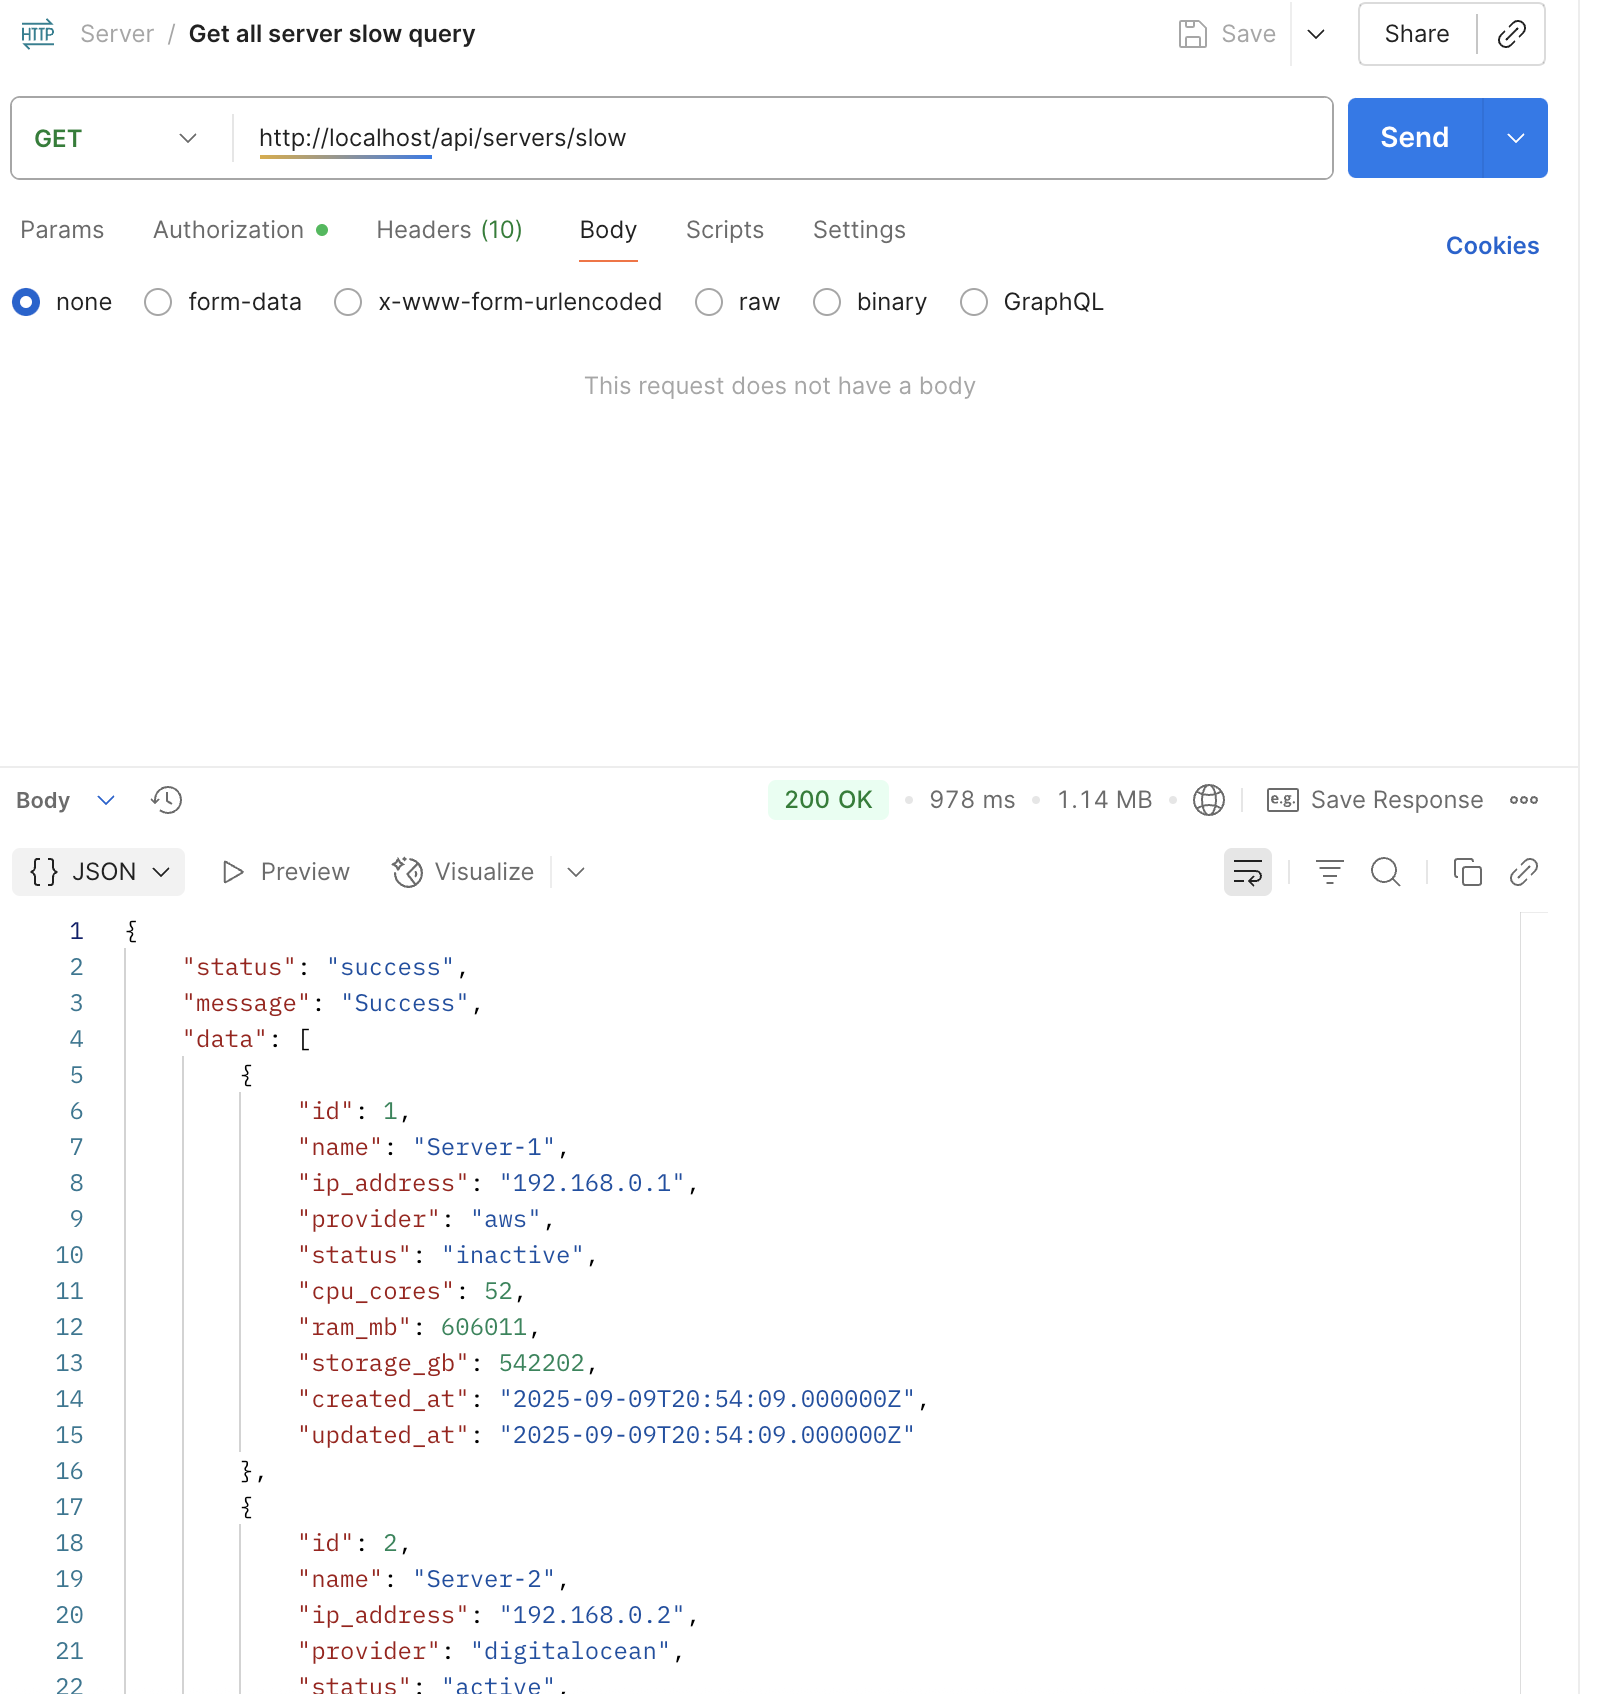 HTTP Server / Get all server slow query Save Share
GET http://localhost/api/servers/slow Send
Params Authorization Headers (10) Body Scripts Settings Cookies
none form-data x-www-form-urlencoded raw binary GraphQL
This request does not have a body
Body 200 OK • 978 ms • 1.14 MB • e.g. Save Response
{} JSON Preview Visualize
1 {
2 "status": "success",
3 "message": "Success",
4 "data": [
5 {
6 "id": 1,
7 "name": "Server-1",
8 "ip_address": "192.168.0.1",
9 "provider": "aws",
10 "status": "inactive",
11 "cpu_cores": 52,
12 "ram_mb": 606011,
13 "storage_gb": 542202,
14 "created_at": "2025-09-09T20:54:09.000000Z",
15 "updated_at": "2025-09-09T20:54:09.000000Z"
16 },
17 {
18 "id": 2,
19 "name": "Server-2",
20 "ip_address": "192.168.0.2",
21 "provider": "digitalocean",
22 "status": "active",